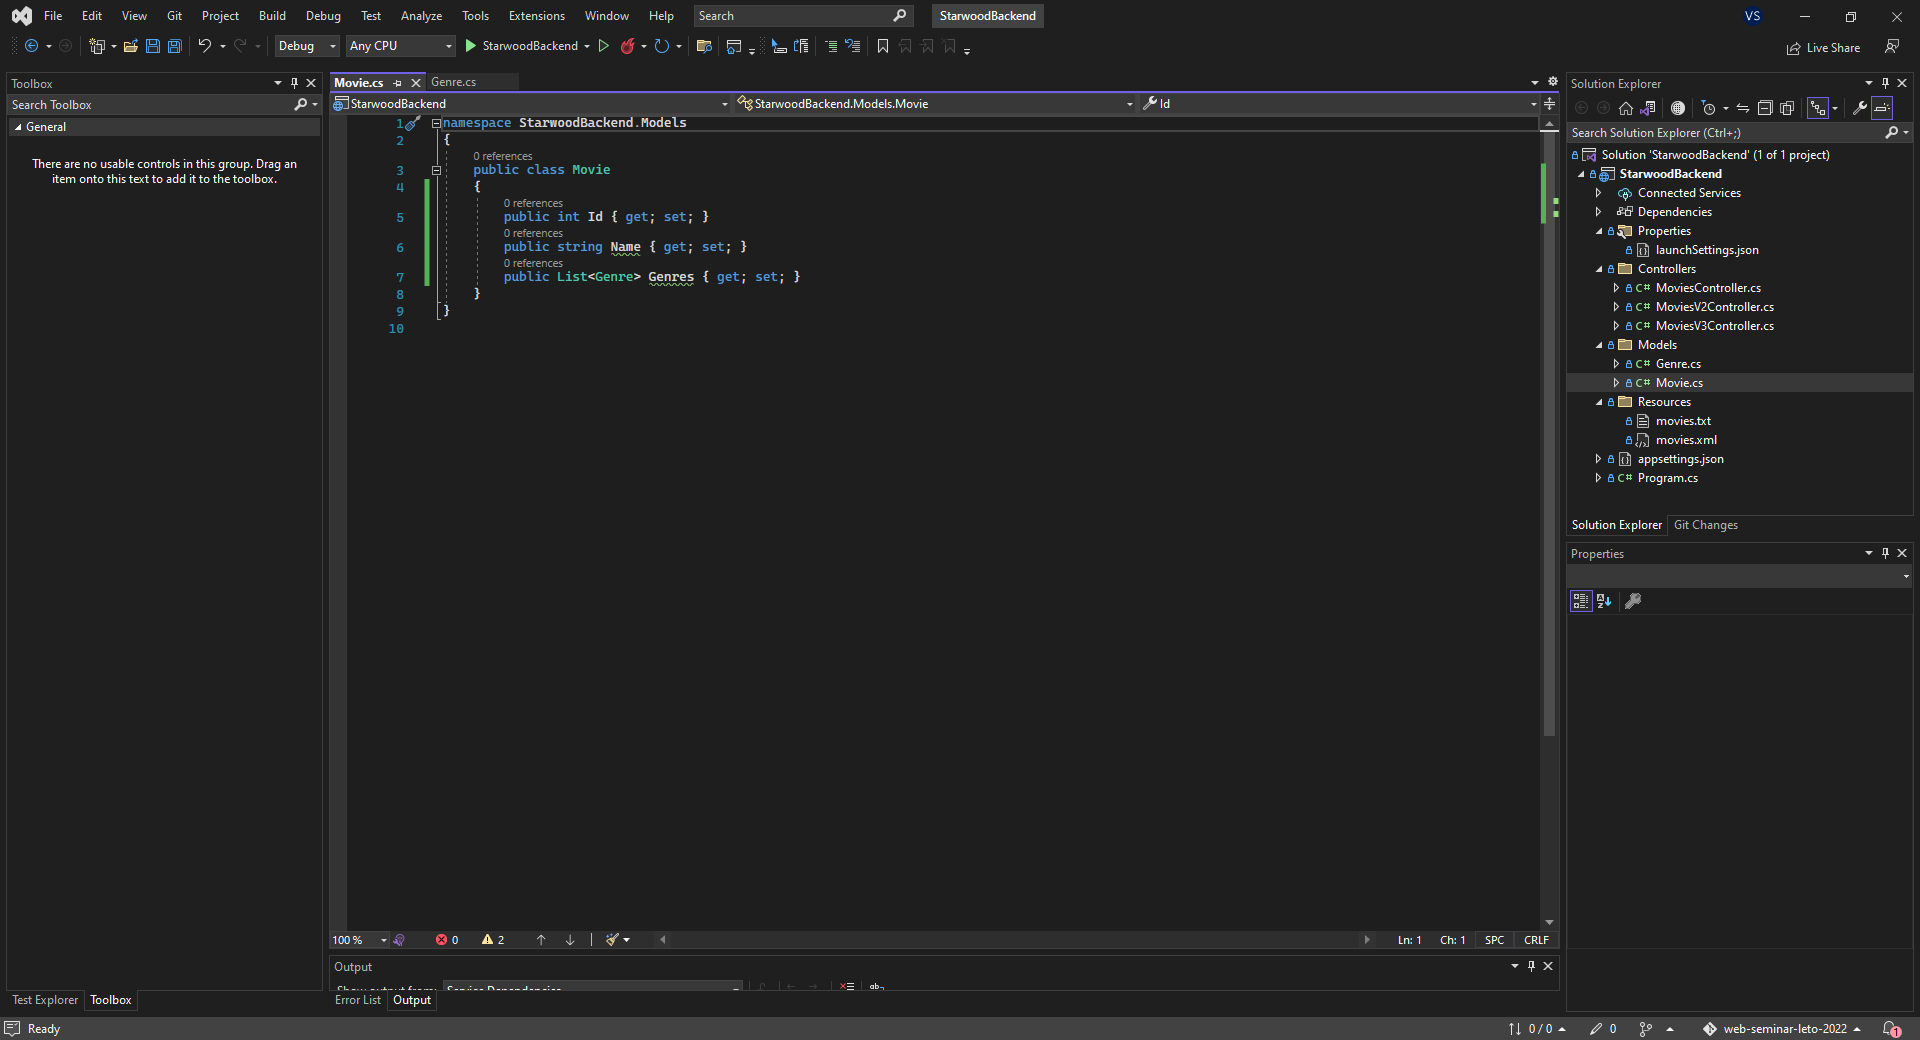 File Edit View Git Project Build Debug Test Analyze Tools Extensions Window Help Search StarwoodBackend VS
Debug Any CPU StarwoodBackend Live Share
Toolbox
Search Toolbox
General
There are no usable controls in this group. Drag an
item onto this text to add it to the toolbox.
Test Explorer Toolbox
Movie.cs Genre.cs
StarwoodBackend StarwoodBackend.Models.Movie Id
1 namespace StarwoodBackend.Models
2 {
0 references
3 public class Movie
4 {
0 references
5 public int Id { get; set; }
0 references
6 public string Name { get; set; }
0 references
7 public List<Genre> Genres { get; set; }
8 }
9 }
10
100 % 0 2 Ln: 1 Ch: 1 SPC CRLF
Output
Show output from: Service Dependencies
Error List Output
Solution Explorer
Search Solution Explorer (Ctrl+;)
Solution 'StarwoodBackend' (1 of 1 project)
StarwoodBackend
Connected Services
Dependencies
Properties
launchSettings.json
Controllers
C# MoviesController.cs
C# MoviesV2Controller.cs
C# MoviesV3Controller.cs
Models
C# Genre.cs
C# Movie.cs
Resources
movies.txt
movies.xml
appsettings.json
C# Program.cs
Solution Explorer Git Changes
Properties
Ready 0 / 0 0 web-seminar-leto-2022 1